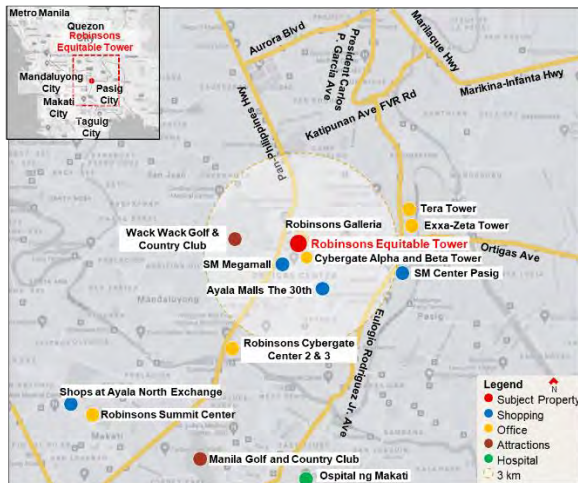 Metro Manila
Quezon
City
Robinsons
Equitable Tower
Mandaluyong
City
Pasig
City
Makati
City
Taguig
City
Aurora Blvd
President Carlos
P. Garcia Ave
Marilaque Hwy
Marikina-Infanta Hwy
Katipunan Ave
FVR Rd
Pan-Philippines Hwy
Tera Tower
Exxa-Zeta Tower
Ortigas Ave
Wack Wack Golf &
Country Club
Robinsons Galleria
Robinsons Equitable Tower
Cybergate Alpha and Beta Tower
SM Megamall
SM Center Pasig
Ayala Malls The 30th
Mandaluyong
Pasig
Eulogio Rodriguez Jr. Ave
Robinsons Cybergate
Center 2 & 3
Shops at Ayala North Exchange
Robinsons Summit Center
Makati
Manila Golf and Country Club
Ospital ng Makati
Legend
N
Subject Property
Shopping
Office
Attractions
Hospital
3 km